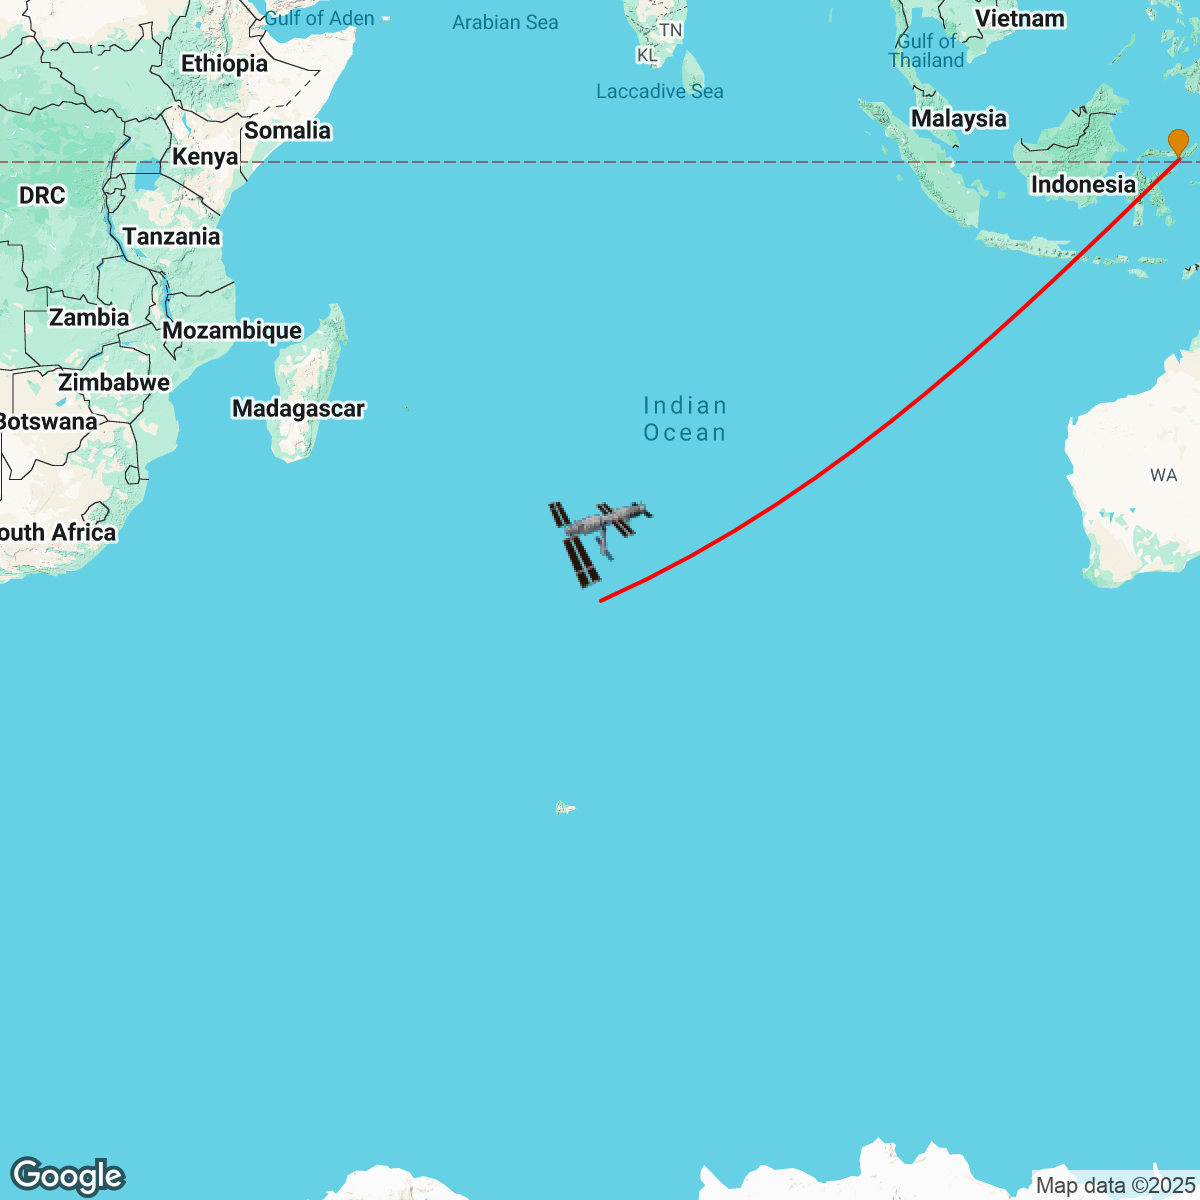 Gulf of Aden
Arabian Sea
TN
KL
Vietnam
Gulf of
Thailand
Ethiopia
Laccadive Sea
Malaysia
Somalia
Kenya
DRC
Indonesia
Tanzania
Zambia
Mozambique
Zimbabwe
Madagascar
Indian
Ocean
Botswana
WA
outh Africa
Google
Map data ©2025